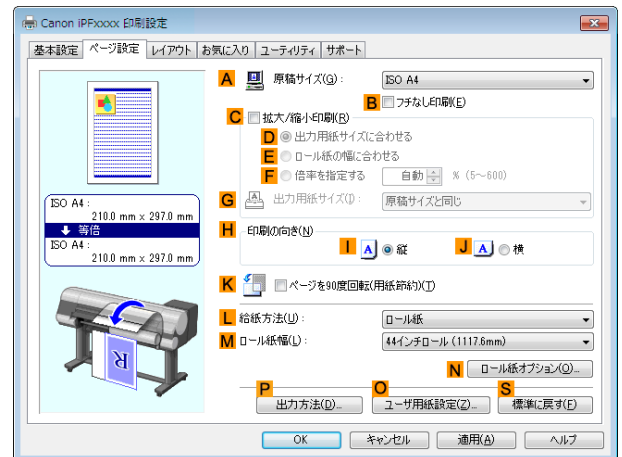 Canon iPFxxxx 印刷設定
基本設定 ページ設定 レイアウト お気に入り ユーティリティ サポート
A 原稿サイズ(G): ISO A4
B フチなし印刷(E)
C 拡大/縮小印刷(R)
D 出力用紙サイズに合わせる
E ロール紙の幅に合わせる
F 倍率を指定する 自動 % (5～600)
G 出力用紙サイズ(I): 原稿サイズと同じ
ISO A4 :
210.0 mm x 297.0 mm
等倍
ISO A4 :
210.0 mm x 297.0 mm
H 印刷の向き(N)
I A 縦 J A 横
K ページを90度回転(用紙節約)(T)
L 給紙方法(U): ロール紙
M ロール紙幅(L): 44インチロール (1117.6mm)
R
N ロール紙オプション(O)...
P O S
出力方法(D)... ユーザ用紙設定(Z)... 標準に戻す(F)
OK キャンセル 適用(A) ヘルプ